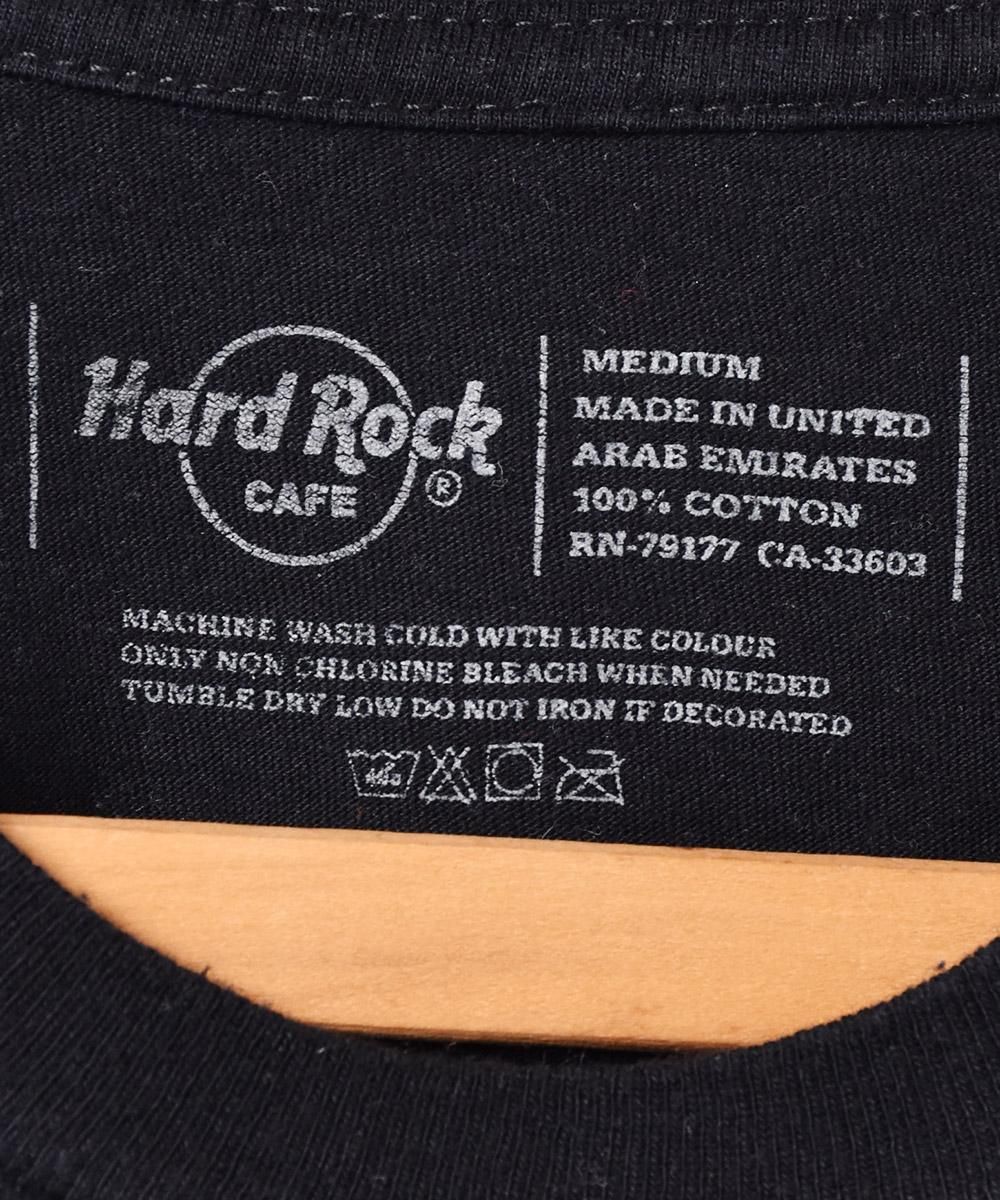 Hard Rock
CAFE
®
MEDIUM
MADE IN UNITED
ARAB EMIRATES
100% COTTON
RN-79177 CA-33603
MACHINE WASH COLD WITH LIKE COLOUR
ONLY NON CHLORINE BLEACH WHEN NEEDED
TUMBLE DRY LOW DO NOT IRON IF DECORATED